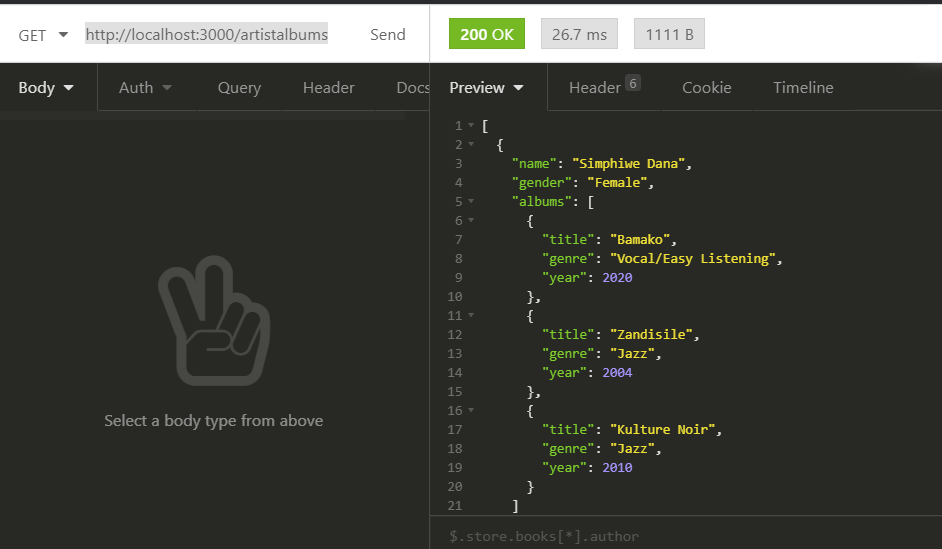 GET http://localhost:3000/artistalbums Send 200 OK 26.7 ms 1111 B
Body Auth Query Header Docs Preview Header 6 Cookie Timeline
Select a body type from above
1 [
2 {
3 "name": "Simphiwe Dana",
4 "gender": "Female",
5 "albums": [
6 {
7 "title": "Bamako",
8 "genre": "Vocal/Easy Listening",
9 "year": 2020
10 },
11 {
12 "title": "Zandisile",
13 "genre": "Jazz",
14 "year": 2004
15 },
16 {
17 "title": "Kulture Noir",
18 "genre": "Jazz",
19 "year": 2010
20 }
21 ]
$.store.books[*].author